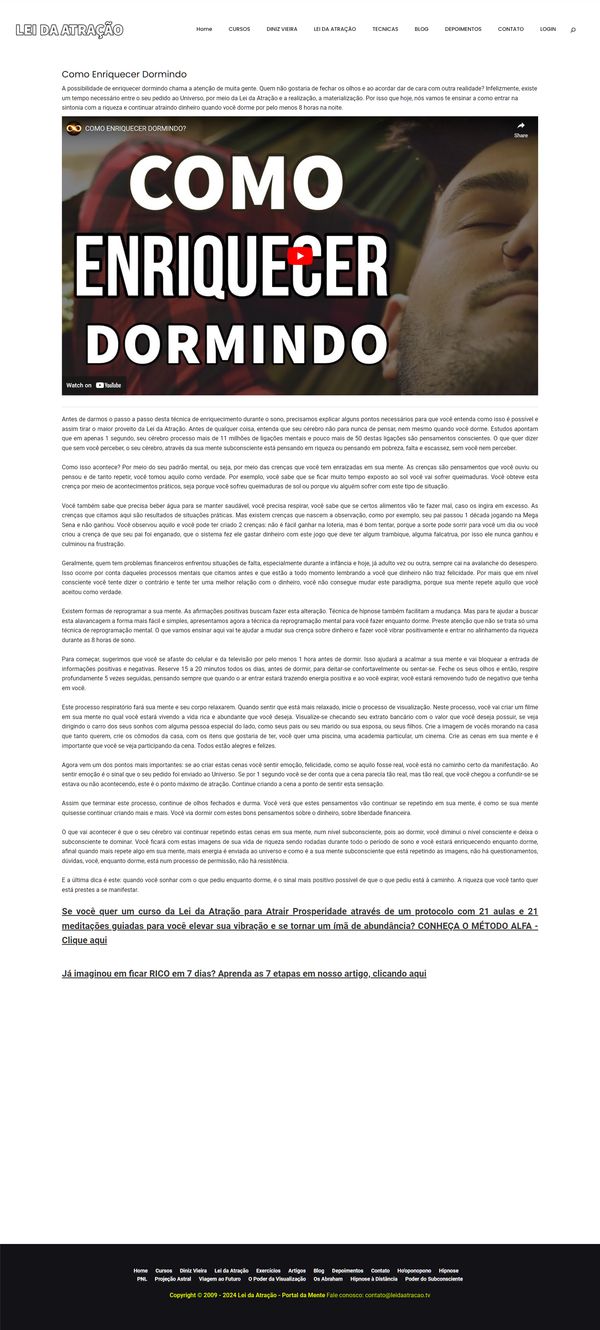 LEI DA ATRAÇÃO
Home CURSOS DINIZ VIEIRA LEI DA ATRAÇÃO TECNICAS BLOG DEPOIMENTOS CONTATO LOGIN
Como Enriquecer Dormindo
A possibilidade de enriquecer dormindo chama a atenção de muita gente. Quem não gostaria de fechar os olhos e ao acordar dar de cara com outra realidade? Infelizmente, existe
um tempo necessário entre o seu pedido ao Universo, por meio da Lei da Atração e a realização, a materialização. Por isso que hoje, nós vamos te ensinar a como entrar na
sintonia com a riqueza e continuar atraindo dinheiro quando você dorme por pelo menos 8 horas na noite.
COMO ENRIQUECER DORMINDO?
Share
COMO
ENRIQUECER
DORMINDO
Watch on YouTube
Antes de darmos o passo a passo desta técnica de enriquecimento durante o sono, precisamos explicar alguns pontos necessários para que você entenda como isso é possível e
assim tirar o maior proveito da Lei da Atração. Antes de qualquer coisa, entenda que seu cérebro não para nunca de pensar, nem mesmo quando você dorme. Estudos apontam
que em apenas 1 segundo, seu cérebro processo mais de 11 milhões de ligações mentais e pouco mais de 50 destas ligações são pensamentos conscientes. O que quer dizer
que sem você perceber, o seu cérebro, através da sua mente subconsciente está pensando em riqueza ou pensando em pobreza, falta e escassez, sem você nem perceber.
Como isso acontece? Por meio do seu padrão mental, ou seja, por meio das crenças que você tem enraizadas em sua mente. As crenças são pensamentos que você ouviu ou
pensou e de tanto repetir, você tomou aquilo como verdade. Por exemplo, você sabe que se ficar muito tempo exposto ao sol você vai sofrer queimaduras. Você obteve esta
crença por meio de acontecimentos práticos, seja porque você sofreu queimaduras de sol ou porque viu alguém sofrer com este tipo de situação.
Você também sabe que precisa beber água para se manter saudável, você precisa respirar, você sabe que se certos alimentos vão te fazer mal, caso os ingira em excesso. As
crenças que citamos aqui são resultados de situações práticas. Mas existem crenças que nascem a observação, como por exemplo, seu pai passou 1 década jogando na Mega
Sena e não ganhou. Você observou aquilo e você pode ter criado 2 crenças: não é fácil ganhar na loteria, mas é bom tentar, porque a sorte pode sorrir para você um dia ou você
criou a crença de que seu pai foi enganado, que o sistema fez ele gastar dinheiro com este jogo que deve ter algum trambique, alguma falcatrua, por isso ele nunca ganhou e
culminou na frustração.
Geralmente, quem tem problemas financeiros enfrentou situações de falta, especialmente durante a infância e hoje, já adulto vez ou outra, sempre cai na avalanche do desespero.
Isso ocorre por conta daqueles processos mentais que citamos antes e que estão a todo momento lembrando a você que dinheiro não traz felicidade. Por mais que em nível
consciente você tente dizer o contrário e tente ter uma melhor relação com o dinheiro, você não consegue mudar este paradigma, porque sua mente repete aquilo que você
aceitou como verdade.
Existem formas de reprogramar a sua mente. As afirmações positivas buscam fazer esta alteração. Técnica de hipnose também facilitam a mudança. Mas para te ajudar a buscar
esta alavancagem a forma mais fácil e simples, apresentamos agora a técnica da reprogramação mental para você fazer enquanto dorme. Preste atenção que não se trata só uma
técnica de reprogramação mental. O que vamos ensinar aqui vai te ajudar a mudar sua crença sobre dinheiro e fazer você vibrar positivamente e entrar no alinhamento da riqueza
durante as 8 horas de sono.
Para começar, sugerimos que você se afaste do celular e da televisão por pelo menos 1 hora antes de dormir. Isso ajudará a acalmar a sua mente e vai bloquear a entrada de
informações positivas e negativas. Reserve 15 a 20 minutos todos os dias, antes de dormir, para deitar-se confortavelmente ou sentar-se. Feche os seus olhos e então, respire
profundamente 5 vezes seguidas, pensando sempre que quando o ar entrar estará trazendo energia positiva e ao você expirar, você estará removendo tudo de negativo que tenha
em você.
Este processo respiratório fará sua mente e seu corpo relaxarem. Quando sentir que está mais relaxado, inicie o processo de visualização. Neste processo, você vai criar um filme
em sua mente no qual você estará vivendo a vida rica e abundante que você deseja. Visualize-se checando seu extrato bancário com o valor que você deseja possuir, se veja
dirigindo o carro dos seus sonhos com alguma pessoa especial do lado, como seus pais ou seu marido ou sua esposa, ou seus filhos. Crie a imagem de vocês morando na casa
que tanto querem, crie os cômodos da casa, com os itens que gostaria de ter, você quer uma piscina, uma academia particular, um cinema. Crie as cenas em sua mente e é
importante que você se veja participando da cena. Todos estão alegres e felizes.
Agora vem um dos pontos mais importantes: se ao criar estas cenas você sentir emoção, felicidade, como se aquilo fosse real, você está no caminho certo da manifestação. Ao
sentir emoção é o sinal que o seu pedido foi enviado ao Universo. Se por 1 segundo você se der conta que a cena parecia tão real, mas tão real, que você chegou a confundir-se se
estava ou não acontecendo, este é o ponto máximo de atração. Continue criando a cena a ponto de sentir esta sensação.
Assim que terminar este processo, continue de olhos fechados e durma. Você verá que estes pensamentos vão continuar se repetindo em sua mente, é como se sua mente
quisesse continuar criando mais e mais. Você via dormir com estes bons pensamentos sobre o dinheiro, sobre liberdade financeira.
O que vai acontecer é que o seu cérebro vai continuar repetindo estas cenas em sua mente, num nível subconsciente, pois ao dormir, você diminui o nível consciente e deixa o
subconsciente te dominar. Você ficará com estas imagens de sua vida de riqueza sendo rodadas durante todo o período de sono e você estará enriquecendo enquanto dorme,
afinal quando mais repete algo em sua mente, mais energia é enviada ao universo e como é a sua mente subconsciente que está repetindo as imagens, não há questionamentos,
dúvidas, você, enquanto dorme, está num processo de permissão, não há resistência.
E a última dica é este: quando você sonhar com o que pediu enquanto dorme, é o sinal mais positivo possível de que o que pediu está à caminho. A riqueza que você tanto quer
está prestes a se manifestar.
Se você quer um curso da Lei da Atração para Atrair Prosperidade através de um protocolo com 21 aulas e 21
meditações guiadas para você elevar sua vibração e se tornar um ímã de abundância? CONHEÇA O MÉTODO ALFA -
Clique aqui
Já imaginou em ficar RICO em 7 dias? Aprenda as 7 etapas em nosso artigo, clicando aqui
Home Cursos Diniz Vieira Lei da Atração Exercícios Artigos Blog Depoimentos Contato Ho'oponopono Hipnose
PNL Projeção Astral Viagem ao Futuro O Poder da Visualização Os Abraham Hipnose à Distância Poder do Subconsciente
Copyright © 2009 - 2024 Lei da Atração - Portal da Mente Fale conosco: contato@leidaatracao.tv